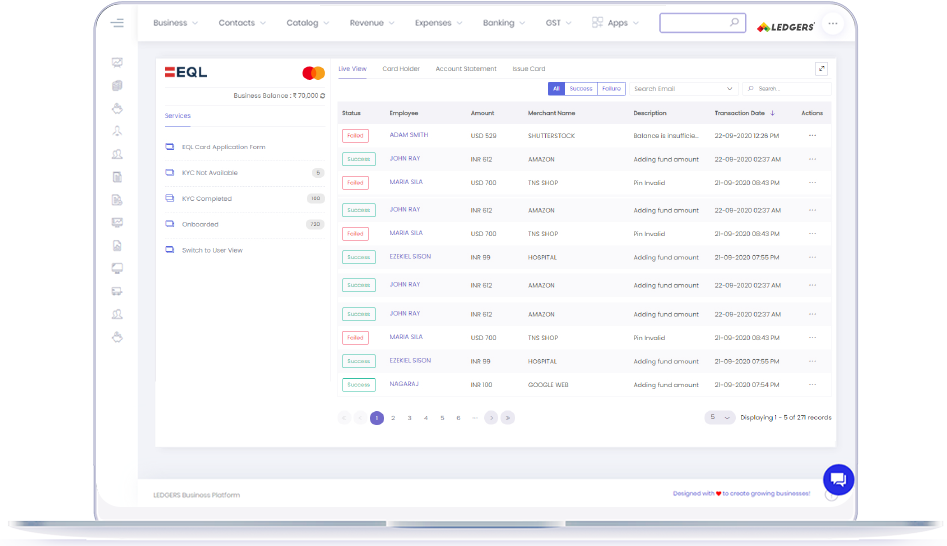 Business Contacts Catalog Revenue Expenses Banking GST Apps LEDGERS
EQL
Business Balance : ₹ 70,000
Services
EQL Card Application Form
KYC Not Available 5
KYC Completed 160
Onboarded 720
Switch to User View
Live View Card Holder Account Statement Issue Card
All Success Failure Search Email Search...
Status Employee Amount Merchant Name Description Transaction Date ↓ Actions
Failed ADAM SMITH USD 529 SHUTTERSTOCK Balance is insufficie... 22-09-2020 12:26 PM ...
Success JOHN RAY INR 612 AMAZON Adding fund amount 22-09-2020 02:37 AM ...
Failed MARIA SILA USD 700 TNS SHOP Pin Invalid 21-09-2020 08:43 PM ...
Success JOHN RAY INR 612 AMAZON Adding fund amount 22-09-2020 02:37 AM ...
Failed MARIA SILA USD 700 TNS SHOP Pin Invalid 21-09-2020 08:43 PM ...
Success EZEKIEL SISON INR 99 HOSPITAL Adding fund amount 21-09-2020 07:55 PM ...
Success JOHN RAY INR 612 AMAZON Adding fund amount 22-09-2020 02:37 AM ...
Success JOHN RAY INR 612 AMAZON Adding fund amount 22-09-2020 02:37 AM ...
Failed MARIA SILA USD 700 TNS SHOP Pin Invalid 21-09-2020 08:43 PM ...
Success EZEKIEL SISON INR 99 HOSPITAL Adding fund amount 21-09-2020 07:55 PM ...
Success NAGARAJ INR 100 GOOGLE WEB Adding fund amount 21-09-2020 07:54 PM ...
« < 1 2 3 4 5 6 ... > » 5 Displaying 1 - 5 of 271 records
LEDGERS Business Platform Designed with ❤ to create growing businesses!